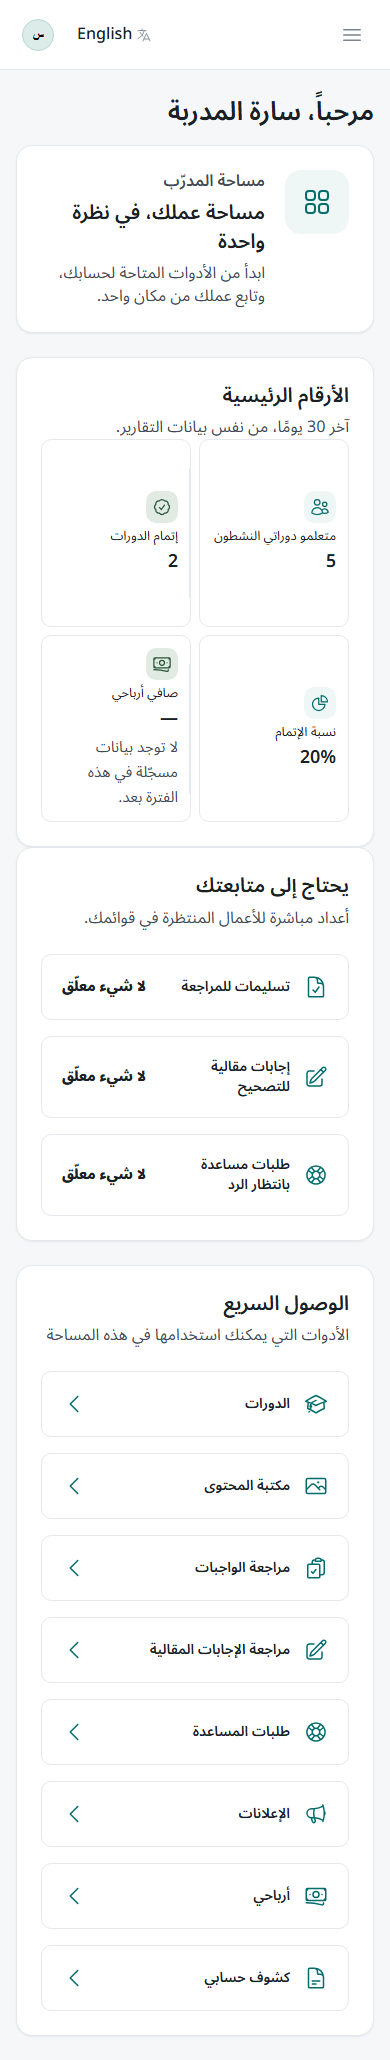 س
English
مرحباً، سارة المدربة
مساحة المدرّب
مساحة عملك، في نظرة
واحدة
ابدأ من الأدوات المتاحة لحسابك،
وتابع عملك من مكان واحد.
الأرقام الرئيسية
آخر 30 يومًا، من نفس بيانات التقارير.
متعلمو دوراتي النشطون
5
إتمام الدورات
2
نسبة الإتمام
20%
صافي أرباحي
—
لا توجد بيانات
مسجّلة في هذه
الفترة بعد.
يحتاج إلى متابعتك
أعداد مباشرة للأعمال المنتظرة في قوائمك.
تسليمات للمراجعة
لا شيء معلّق
إجابات مقالية
للتصحيح
لا شيء معلّق
طلبات مساعدة
بانتظار الرد
لا شيء معلّق
الوصول السريع
الأدوات التي يمكنك استخدامها في هذه المساحة
الدورات
مكتبة المحتوى
مراجعة الواجبات
مراجعة الإجابات المقالية
طلبات المساعدة
الإعلانات
أرباحي
كشوف حسابي